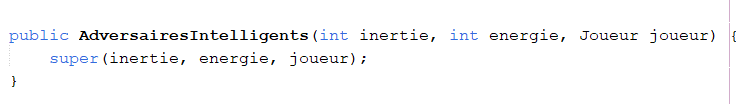 public AdversairesIntelligents(int inertie, int energie, Joueur joueur) {
super(inertie, energie, joueur);
}